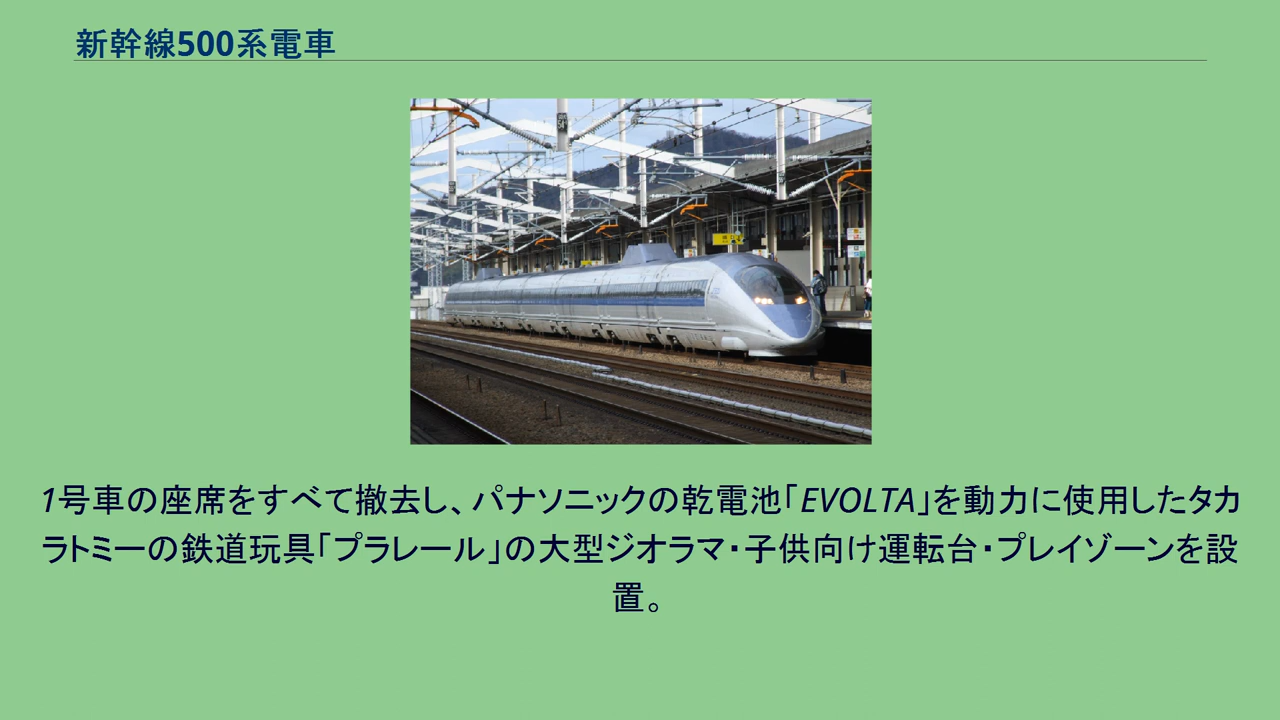 新幹線500系電車
1号車の座席をすべて撤去し、パナソニックの乾電池｢EVOLTA｣を動力に使用したタカ
ラトミーの鉄道玩具｢プラレール｣の大型ジオラマ・子供向け運転台・プレイゾーンを設
置。